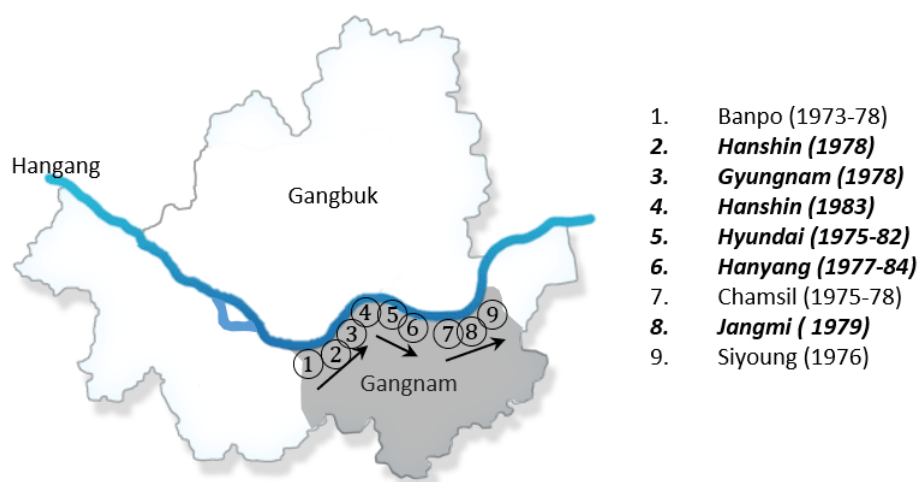 Hangang
Gangbuk
4 5
3 6 7 8 9
1 2
Gangnam
1. Banpo (1973-78)
2. Hanshin (1978)
3. Gyungnam (1978)
4. Hanshin (1983)
5. Hyundai (1975-82)
6. Hanyang (1977-84)
7. Chamsil (1975-78)
8. Jangmi ( 1979)
9. Siyoung (1976)